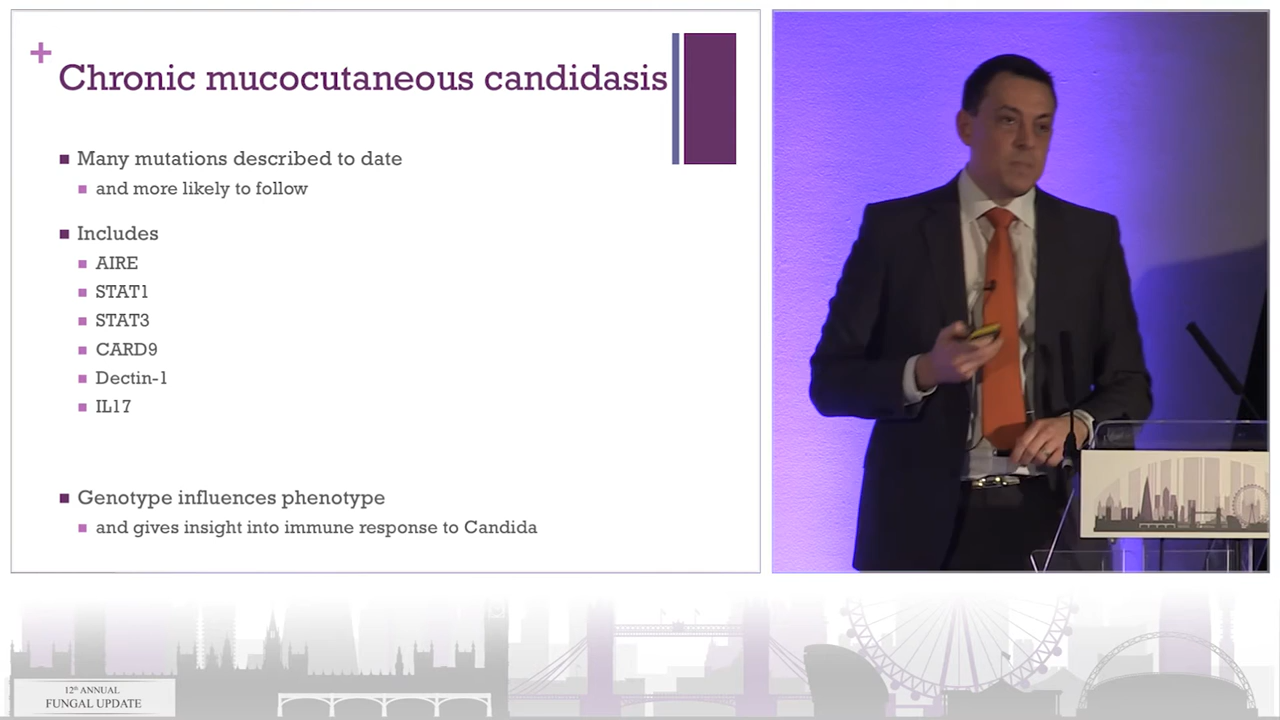 +
Chronic mucocutaneous candidasis
Many mutations described to date
and more likely to follow
Includes
AIRE
STAT1
STAT3
CARD9
Dectin-1
IL17
Genotype influences phenotype
and gives insight into immune response to Candida
12th ANNUAL
FUNGAL UPDATE